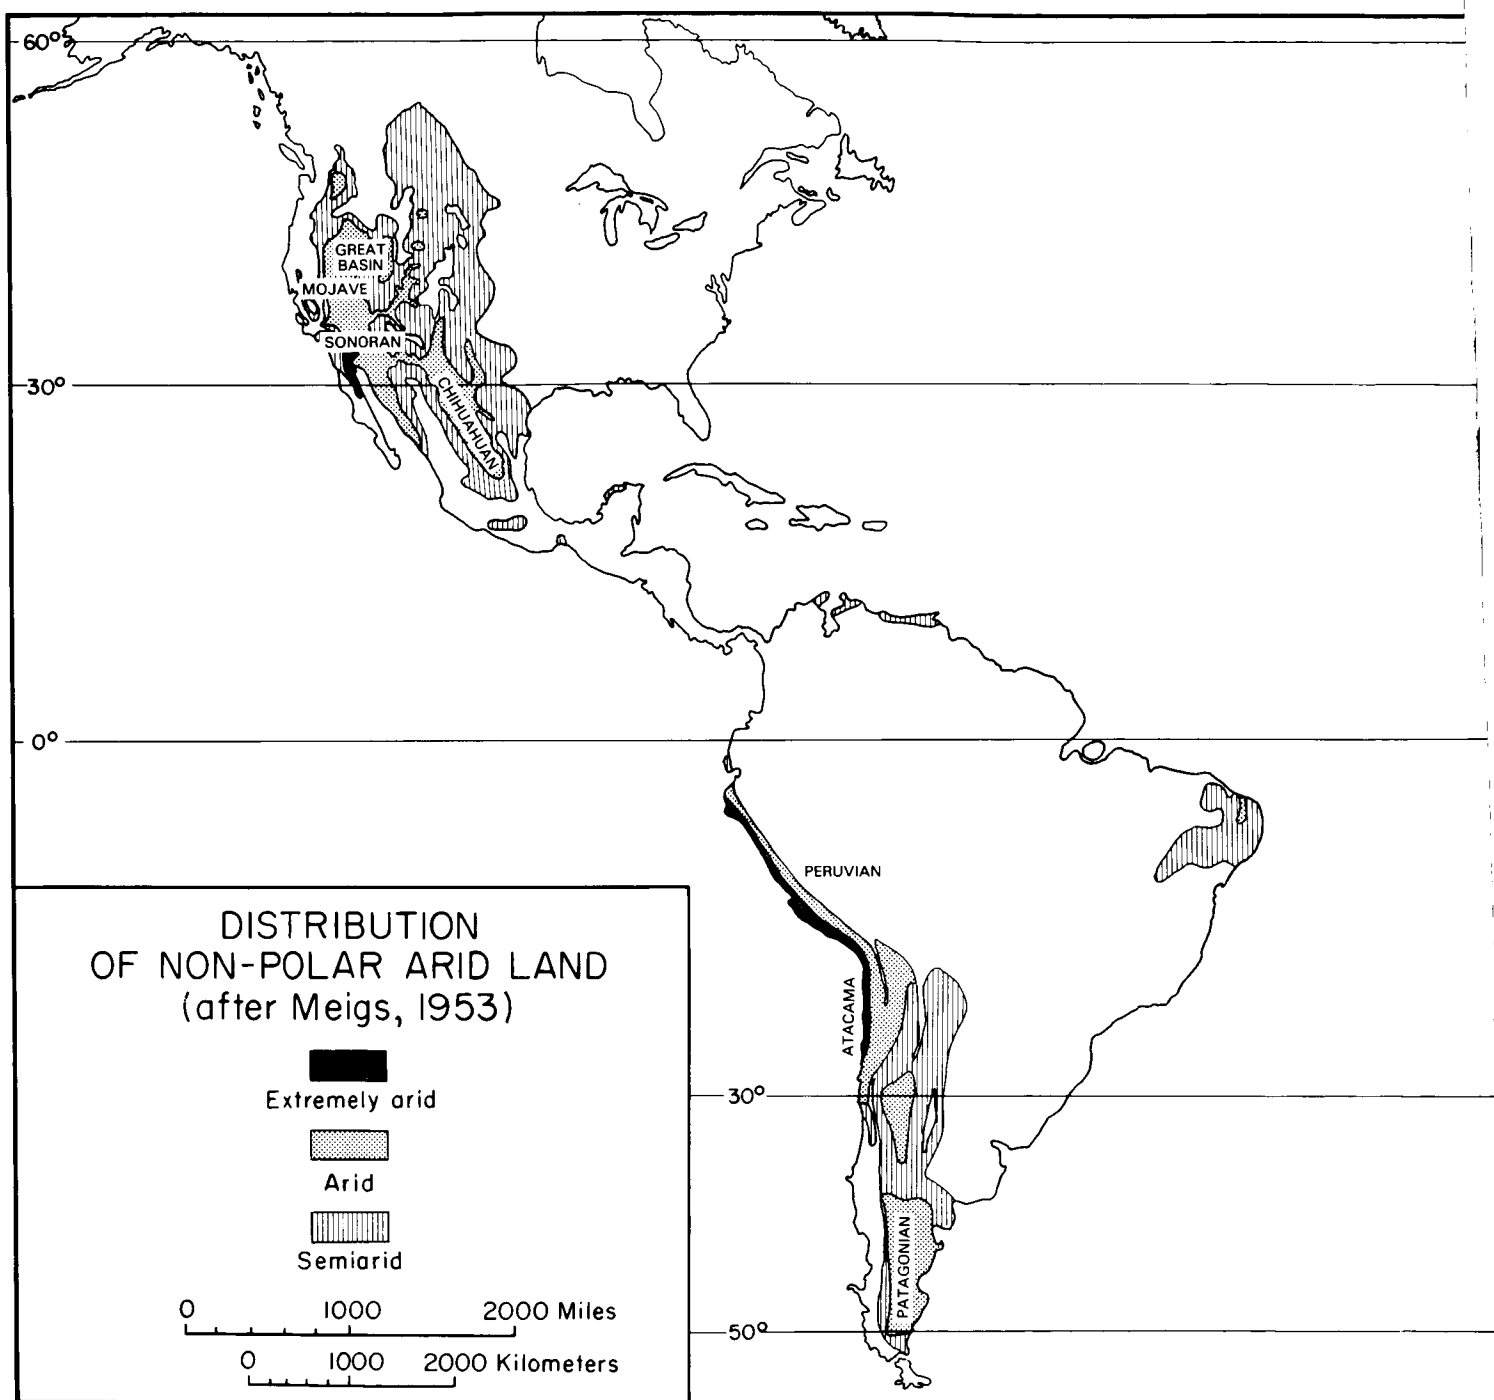 60°
GREAT
BASIN
MOJAVE
SONORAN
30°
CHIHUAHUAN
0°
PERUVIAN
ATACAMA
30°
PATAGONIAN
50°
DISTRIBUTION
OF NON-POLAR ARID LAND
(after Meigs, 1953)
Extremely arid
Arid
Semiarid
0 1000 2000 Miles
0 1000 2000 Kilometers